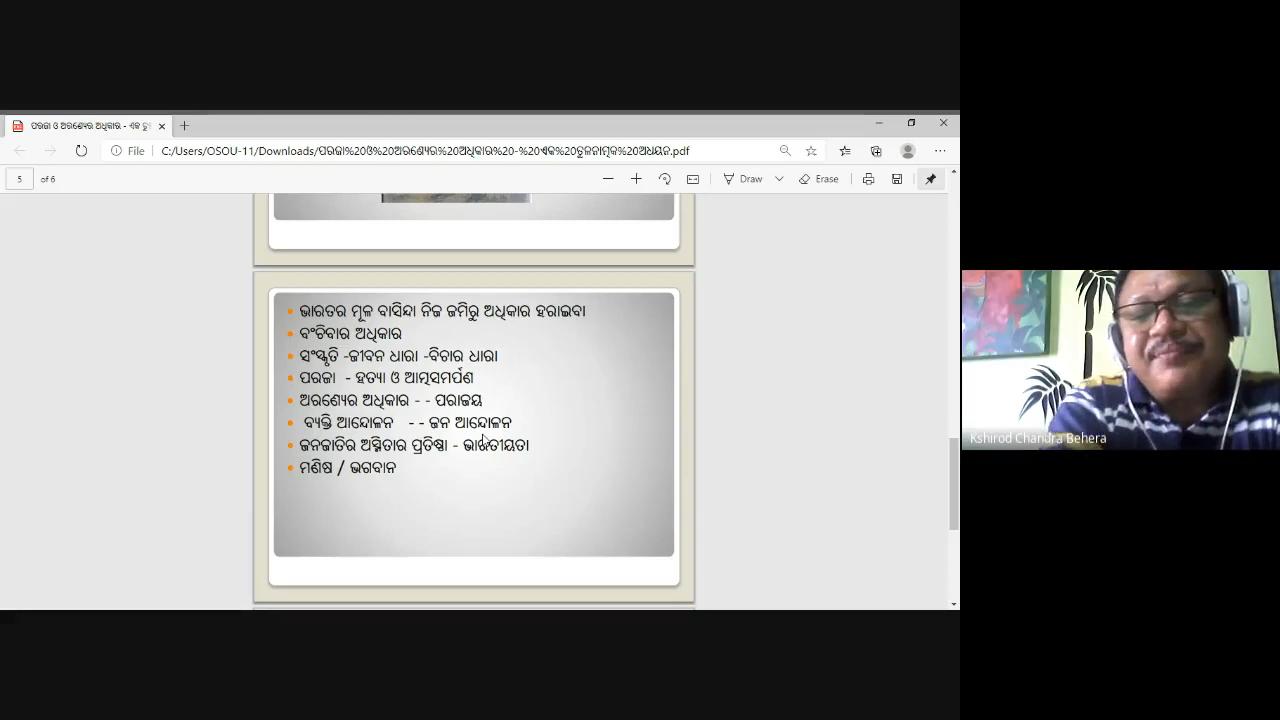 ପରଜା ଓ ଅରଣ୍ୟେର ଅଧିକାର - ଏକ ତୁ
File C:/Users/OSOU-11/Downloads/ପରଜା%20ଓ%20ଅରଣ୍ୟେର%20ଅଧିକାର%20-%20ଏକ%20ତୁଳନାତ୍ମକ%20ଅଧ୍ୟୟନ.pdf
5 of 6 Draw Erase
ଭାରତର ମୂଳ ବାସିନ୍ଦା ନିଜ ଜମିରୁ ଅଧିକାର ହରାଇବା
ବଂଚିବାର ଅଧିକାର
ସଂସ୍କୃତି -ଜୀବନ ଧାରା -ବିଚାର ଧାରା
ପରଜା - ହତ୍ୟା ଓ ଆତ୍ମସମର୍ପଣ
ଅରଣ୍ୟେର ଅଧିକାର - - ପରାଜୟ
ବ୍ୟକ୍ତି ଆନ୍ଦୋଳନ - - ଜନ ଆନ୍ଦୋଳନ
ଜନଜାତିର ଅସ୍ମିତାର ପ୍ରତିଷ୍ଠା - ଭାରତୀୟତା
ମଣିଷ / ଭଗବାନ
Kshirod Chandra Behera